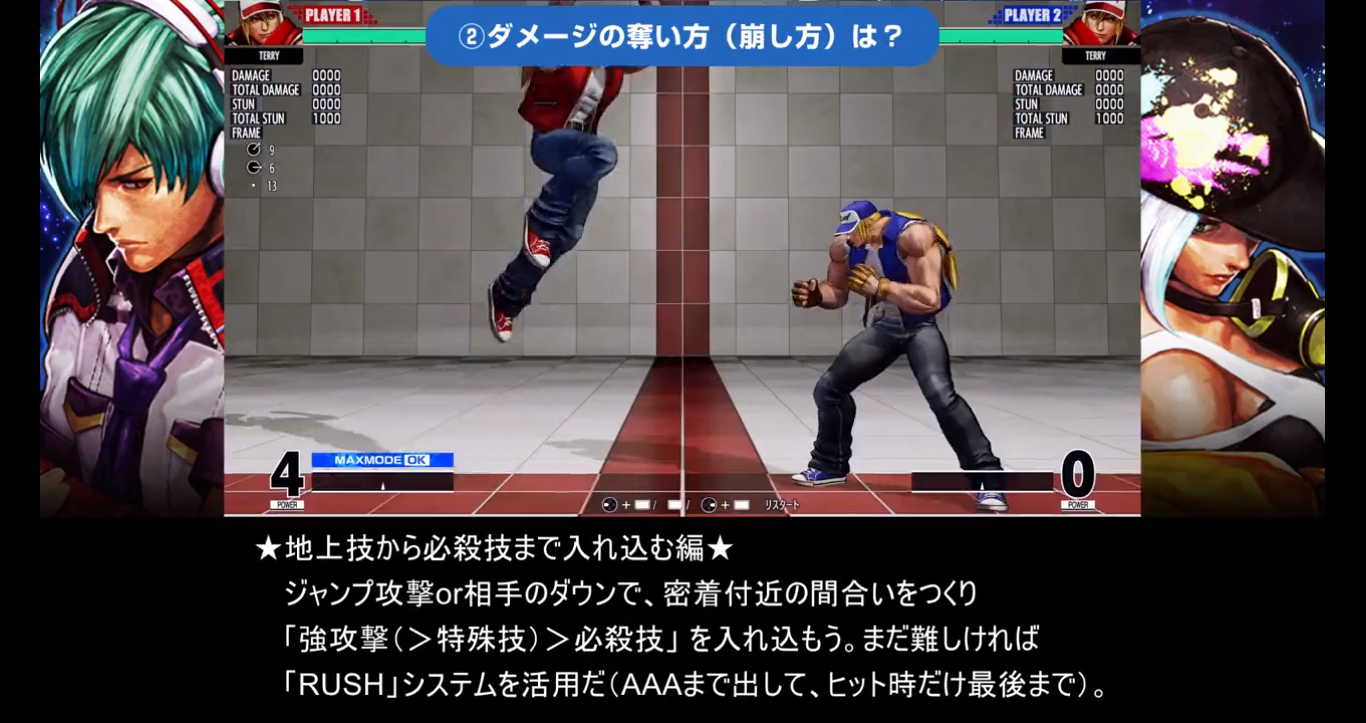 PLAYER 1
②ダメージの奪い方（崩し方）は？
PLAYER 2
TERRY
TERRY
DAMAGE 0000
TOTAL DAMAGE 0000
STUN 0000
TOTAL STUN 1000
FRAME
9
6
13
DAMAGE 0000
TOTAL DAMAGE 0000
STUN 0000
TOTAL STUN 1000
FRAME
4
POWER
MAXMODE OK
+ / / + リスタート
0
POWER
★地上技から必殺技まで入れ込む編★
ジャンプ攻撃or相手のダウンで、密着付近の間合いをつくり
「強攻撃（＞特殊技）＞必殺技」を入れ込もう。まだ難しければ
「RUSH」システムを活用だ（AAAまで出して、ヒット時だけ最後まで）。